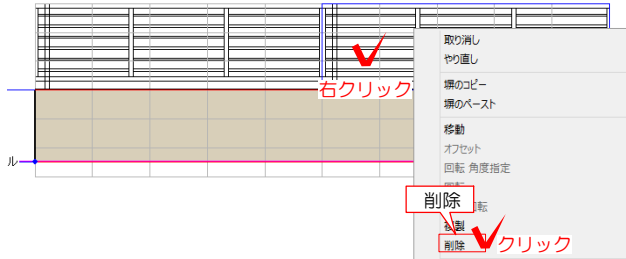 取り消し
やり直し
塀のコピー
塀のペースト
右クリック
移動
オフセット
回転 角度指定
ル
削除
回転
複製
削除
クリック